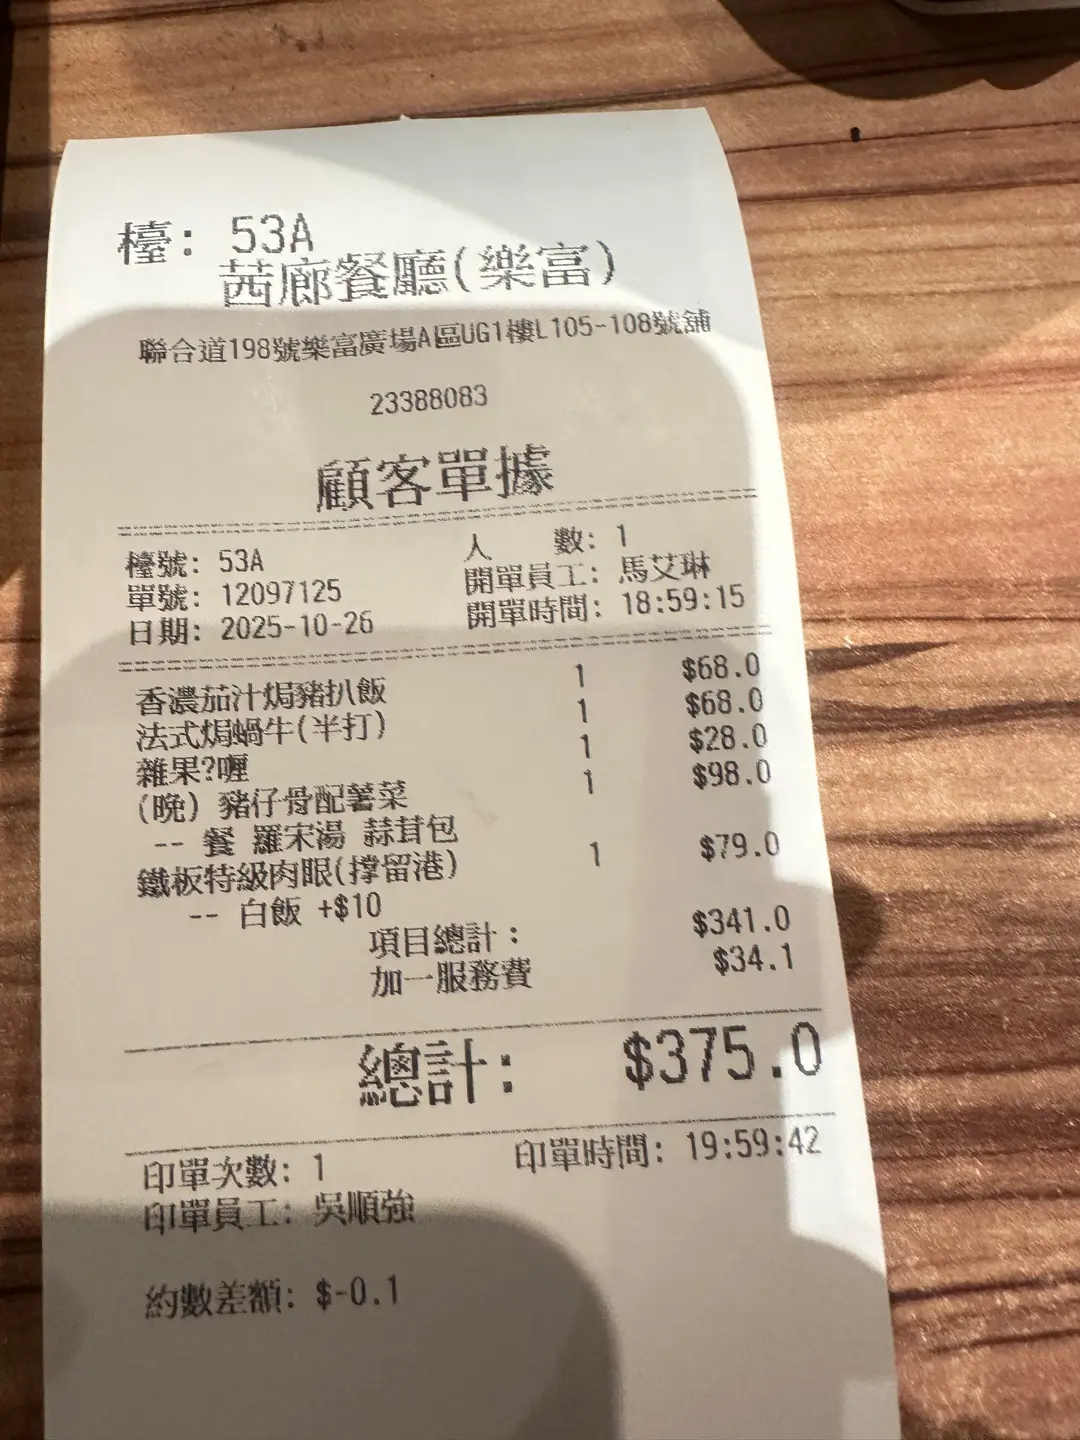 檯: 53A
茜廊餐廳(樂富)
聯合道198號樂富廣場A區UG1樓L105-108號舖
23388083
顧客單據
檯號: 53A 人 數: 1
單號: 12097125 開單員工: 馬艾琳
日期: 2025-10-26 開單時間: 18:59:15
香濃茄汁焗豬扒飯 1 $68.0
法式焗蝸牛(半打) 1 $68.0
雜果?喱 1 $28.0
(晚) 豬仔骨配薯菜 1 $98.0
-- 餐 羅宋湯 蒜茸包
鐵板特級肉眼(撐留港) 1 $79.0
-- 白飯 +$10
項目總計: $341.0
加一服務費 $34.1
總計: $375.0
印單次數: 1 印單時間: 19:59:42
印單員工: 吳順強
約數差額: $-0.1